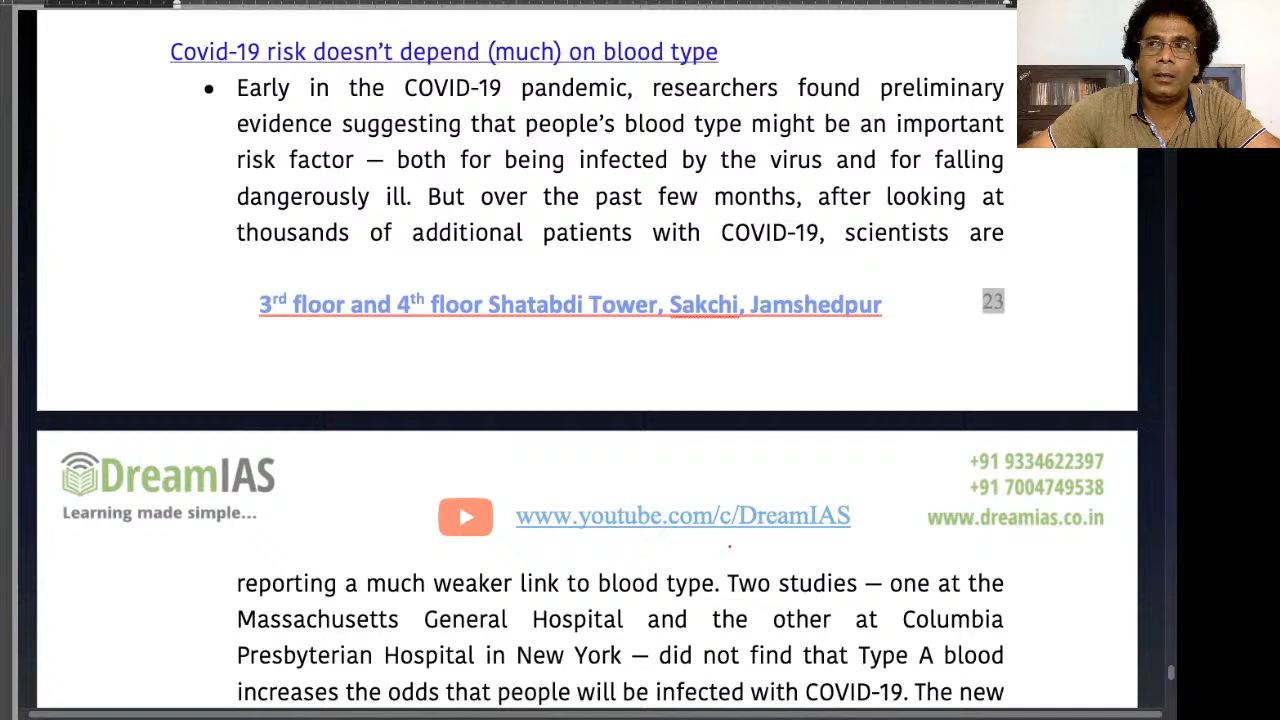 Covid-19 risk doesn’t depend (much) on blood type
• Early in the COVID-19 pandemic, researchers found preliminary
evidence suggesting that people’s blood type might be an important
risk factor — both for being infected by the virus and for falling
dangerously ill. But over the past few months, after looking at
thousands of additional patients with COVID-19, scientists are
3rd floor and 4th floor Shatabdi Tower, Sakchi, Jamshedpur
23
DreamIAS
Learning made simple...
www.youtube.com/c/DreamIAS
+91 9334622397
+91 7004749538
www.dreamias.co.in
reporting a much weaker link to blood type. Two studies — one at the
Massachusetts General Hospital and the other at Columbia
Presbyterian Hospital in New York — did not find that Type A blood
increases the odds that people will be infected with COVID-19. The new